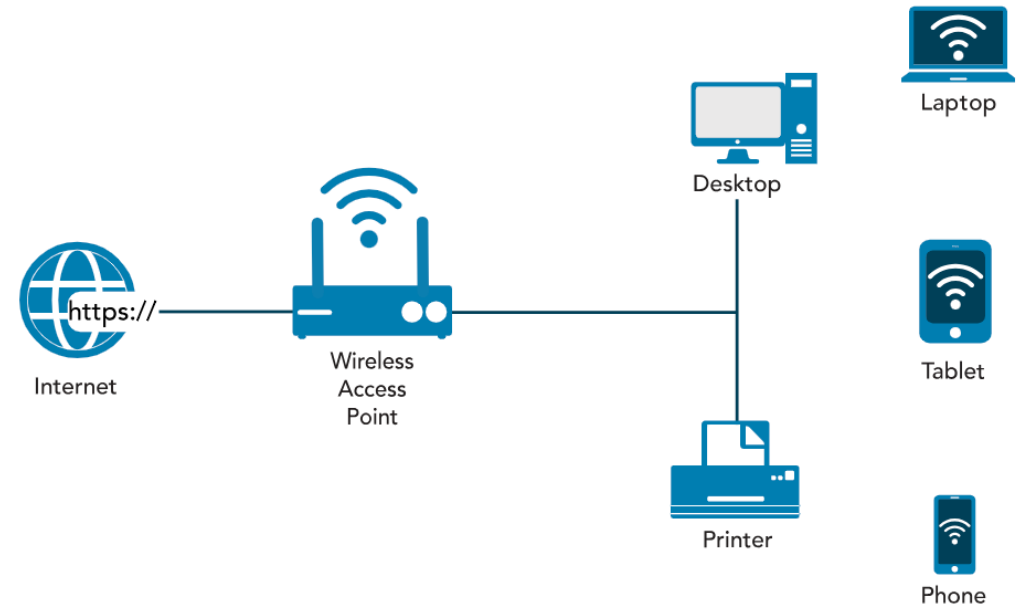 Laptop
Desktop
https://
Internet
Wireless
Access
Point
Tablet
Printer
Phone